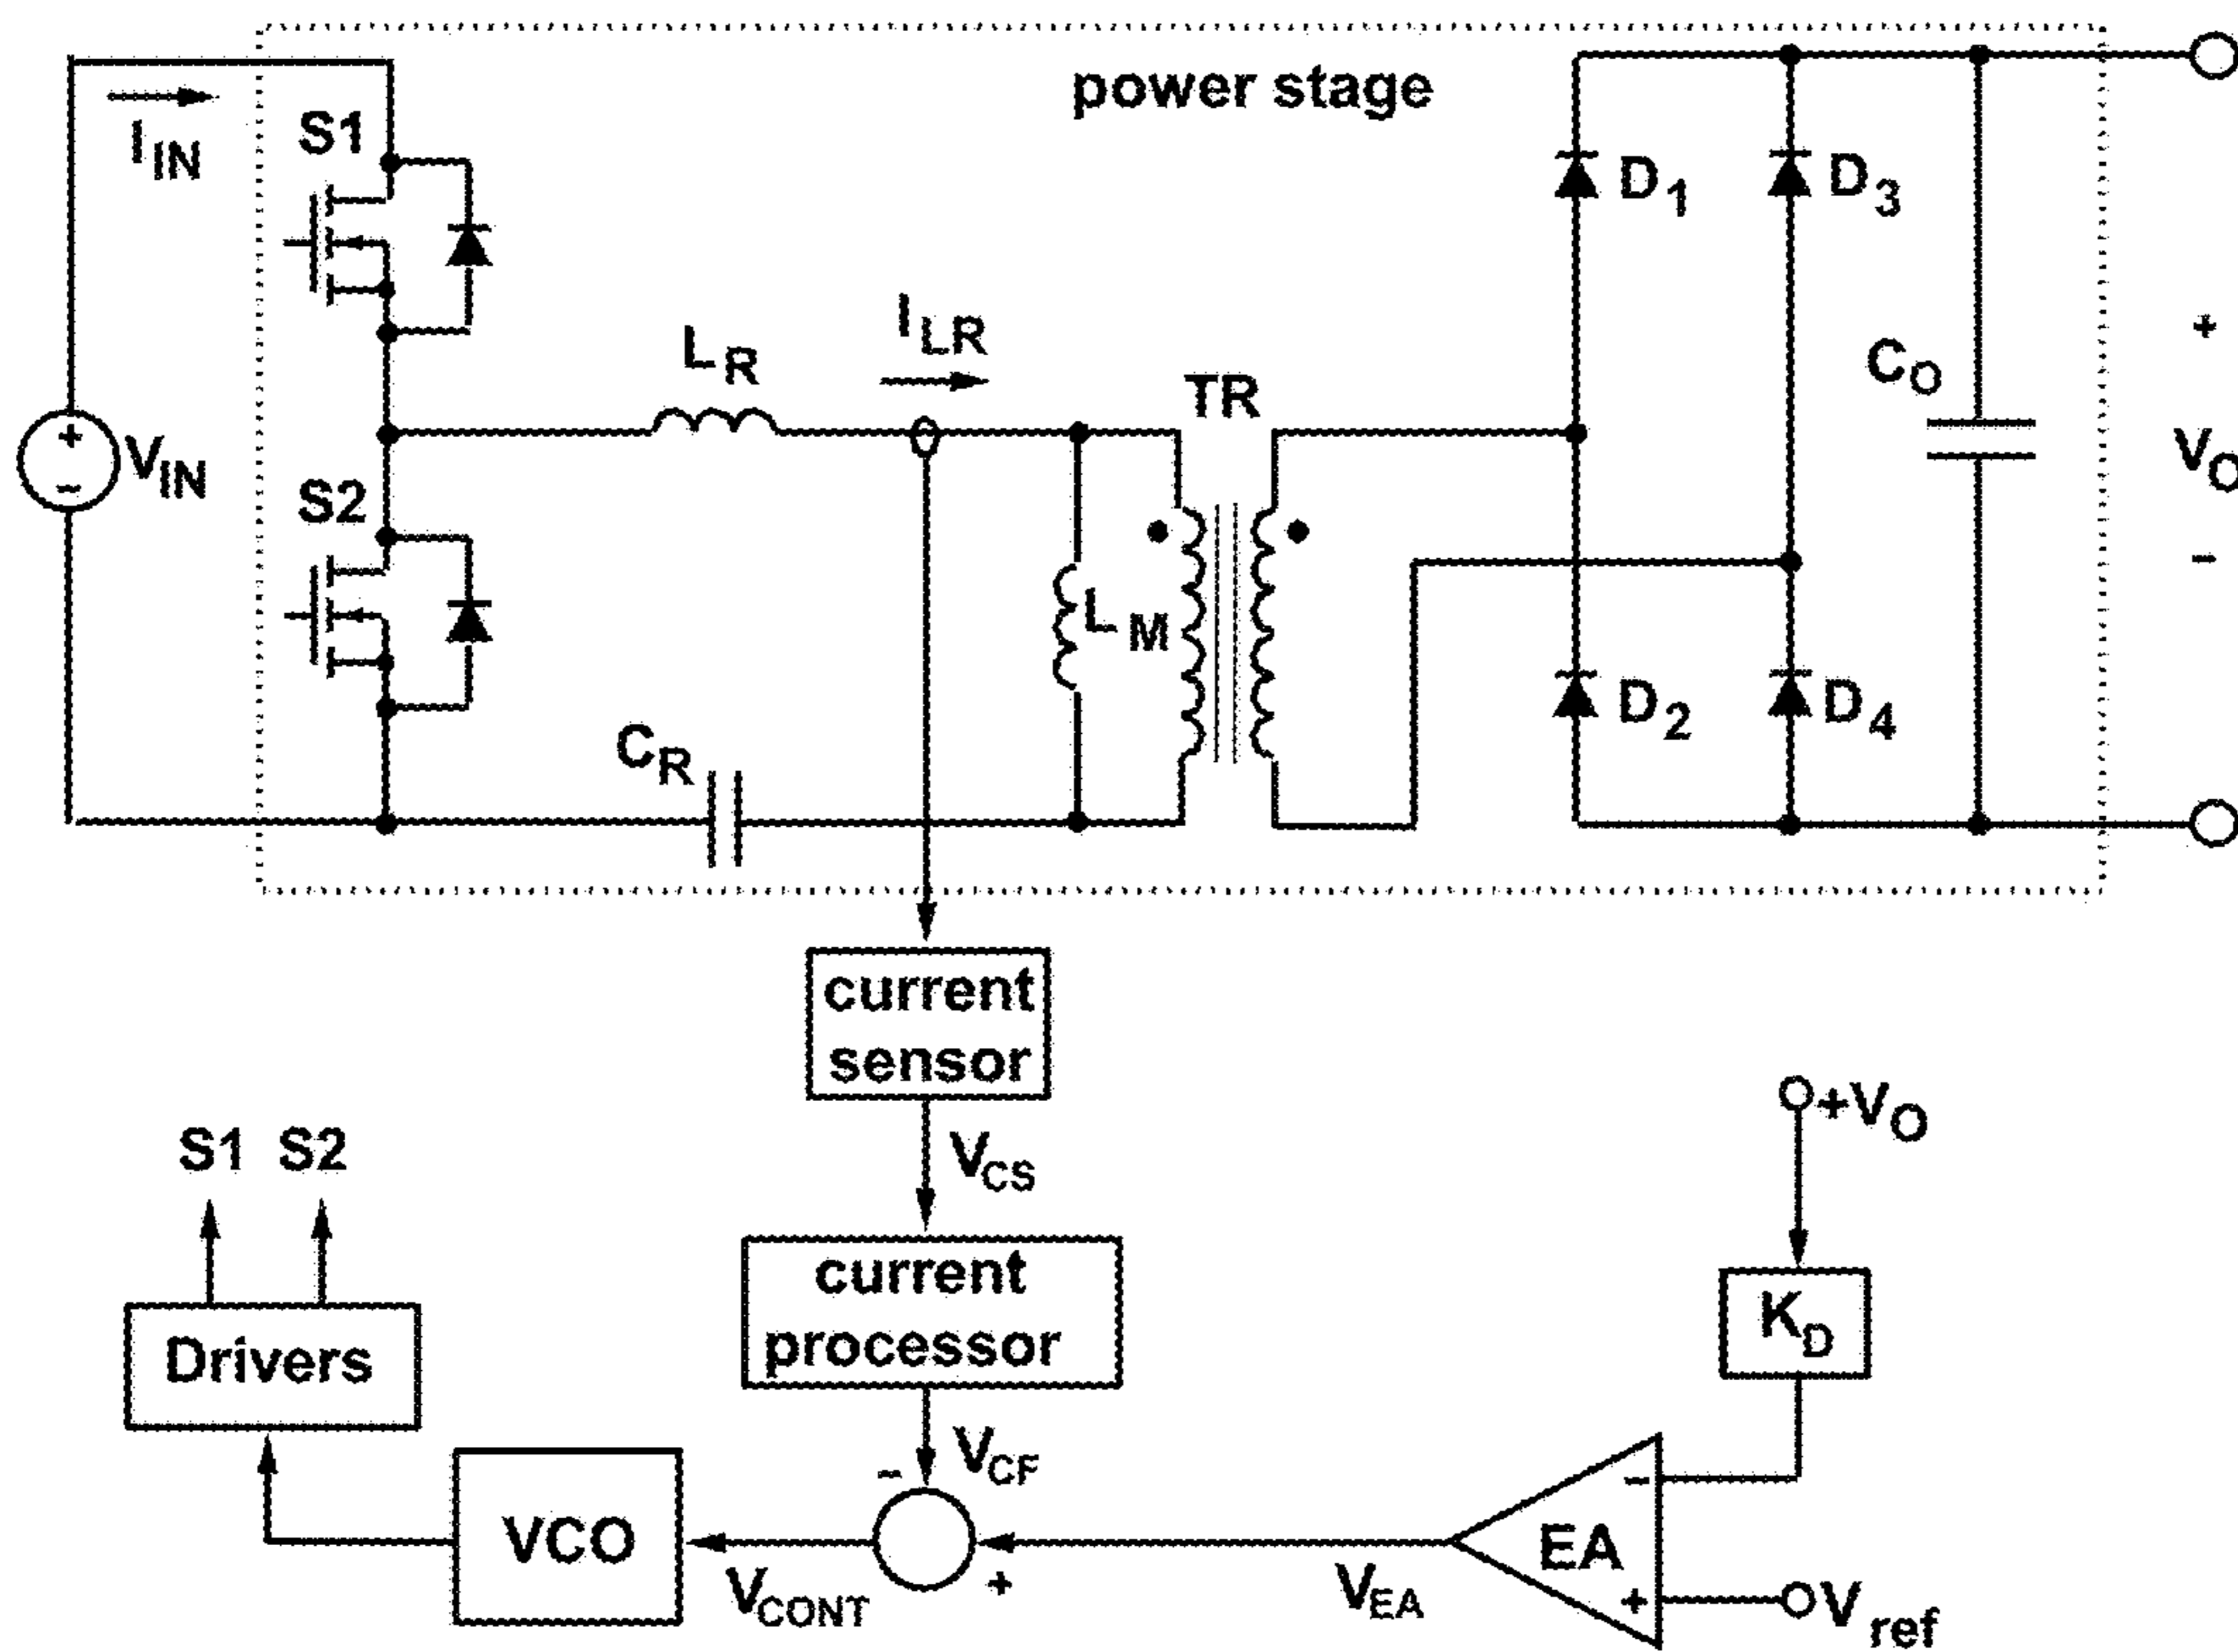 power stage
I_IN
S1
D_1
D_3
I_LR
L_R
TR
C_O
+
V_O
-
+
V_IN
-
S2
L_M
C_R
D_2
D_4
current
sensor
+V_O
S1 S2
V_CS
K_D
current
processor
Drivers
V_CF
-
-
VCO
EA
V_CONT
+
V_EA
+
V_ref